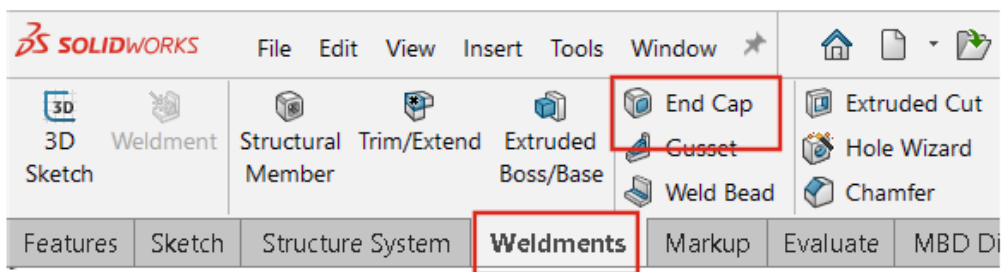 SOLIDWORKS File Edit View Insert Tools Window
3D
3D
Sketch
Weldment
Structural
Member
Trim/Extend
Extruded
Boss/Base
End Cap
Gusset
Weld Bead
Extruded Cut
Hole Wizard
Chamfer
Features Sketch Structure System Weldments Markup Evaluate MBD Di